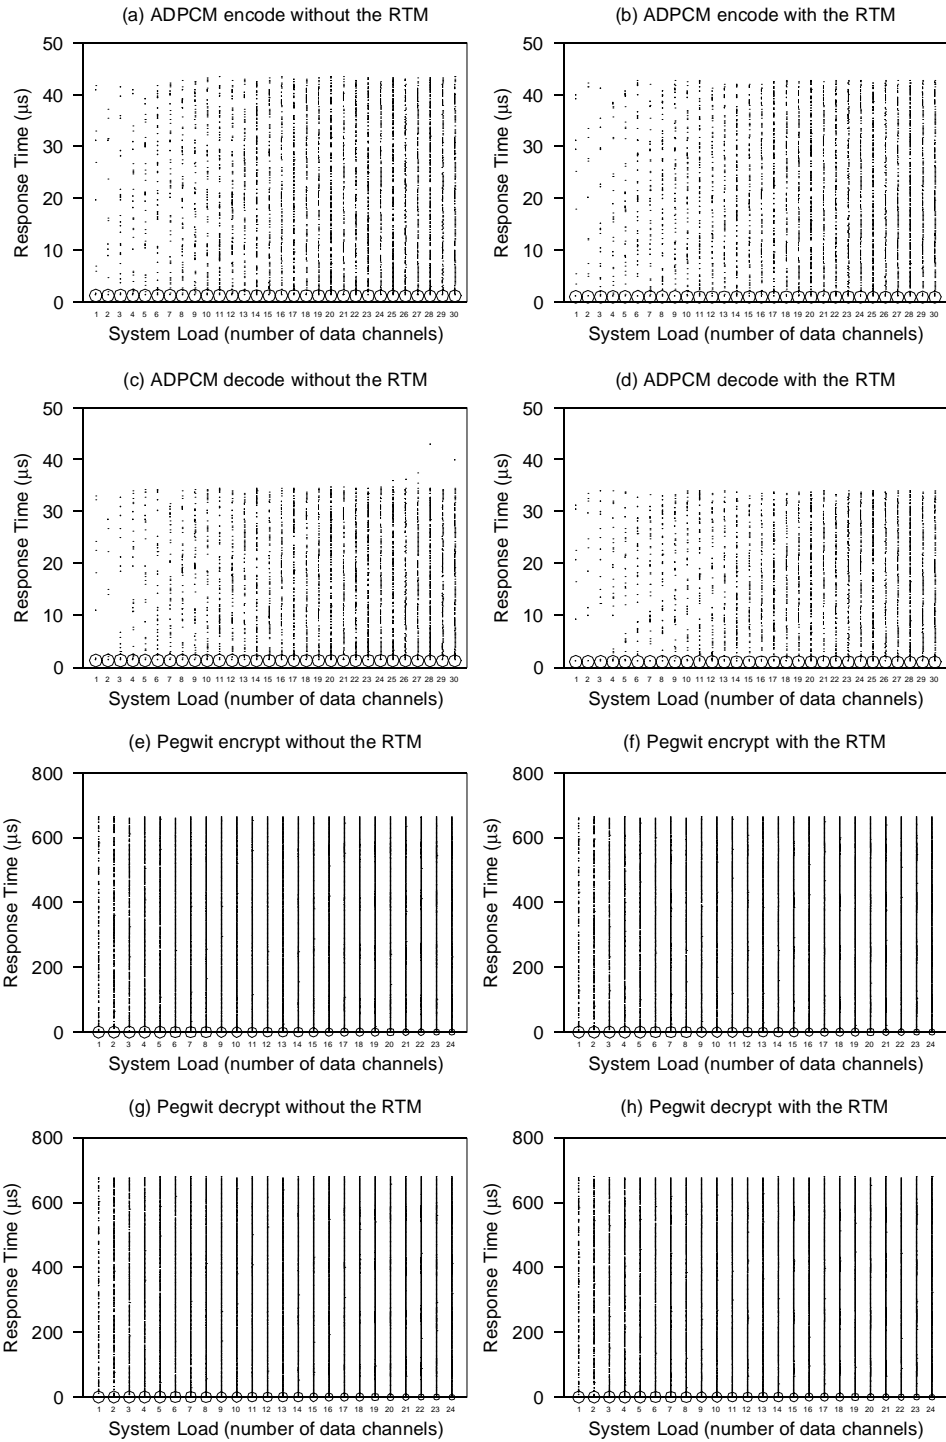 (a) ADPCM encode without the RTM
50
40
30
20
10
0
Response Time (μs)
1 2 3 4 5 6 7 8 9 10 11 12 13 14 15 16 17 18 19 20 21 22 23 24 25 26 27 28 29 30
System Load (number of data channels)
(b) ADPCM encode with the RTM
50
40
30
20
10
0
Response Time (μs)
1 2 3 4 5 6 7 8 9 10 11 12 13 14 15 16 17 18 19 20 21 22 23 24 25 26 27 28 29 30
System Load (number of data channels)
(c) ADPCM decode without the RTM
50
40
30
20
10
0
Response Time (μs)
1 2 3 4 5 6 7 8 9 10 11 12 13 14 15 16 17 18 19 20 21 22 23 24 25 26 27 28 29 30
System Load (number of data channels)
(d) ADPCM decode with the RTM
50
40
30
20
10
0
Response Time (μs)
1 2 3 4 5 6 7 8 9 10 11 12 13 14 15 16 17 18 19 20 21 22 23 24 25 26 27 28 29 30
System Load (number of data channels)
(e) Pegwit encrypt without the RTM
800
600
400
200
0
Response Time (μs)
1 2 3 4 5 6 7 8 9 10 11 12 13 14 15 16 17 18 19 20 21 22 23 24
System Load (number of data channels)
(f) Pegwit encrypt with the RTM
800
600
400
200
0
Response Time (μs)
1 2 3 4 5 6 7 8 9 10 11 12 13 14 15 16 17 18 19 20 21 22 23 24
System Load (number of data channels)
(g) Pegwit decrypt without the RTM
800
600
400
200
0
Response Time (μs)
1 2 3 4 5 6 7 8 9 10 11 12 13 14 15 16 17 18 19 20 21 22 23 24
System Load (number of data channels)
(h) Pegwit decrypt with the RTM
800
600
400
200
0
Response Time (μs)
1 2 3 4 5 6 7 8 9 10 11 12 13 14 15 16 17 18 19 20 21 22 23 24
System Load (number of data channels)